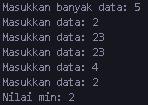 Masukkan banyak data: 5
Masukkan data: 2
Masukkan data: 23
Masukkan data: 23
Masukkan data: 4
Masukkan data: 2
Nilai min: 2